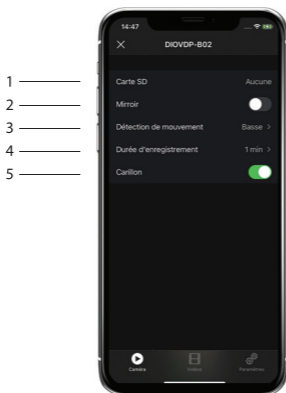 14:47
DIOVDP-B02
1 Carte SD Aucune
2 Mirroir
3 Détection de mouvement Basse >
4 Durée d'enregistrement 1 min >
5 Carillon
Caméra Vidéos Paramètres